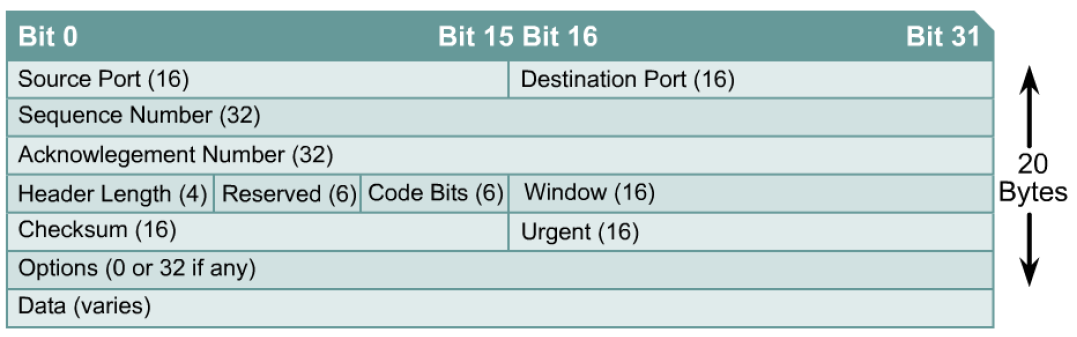 Bit 0 Bit 15 Bit 16 Bit 31
Source Port (16) Destination Port (16)
Sequence Number (32)
Acknowlegement Number (32)
20
Header Length (4) Reserved (6) Code Bits (6) Window (16) Bytes
Checksum (16) Urgent (16)
Options (0 or 32 if any)
Data (varies)